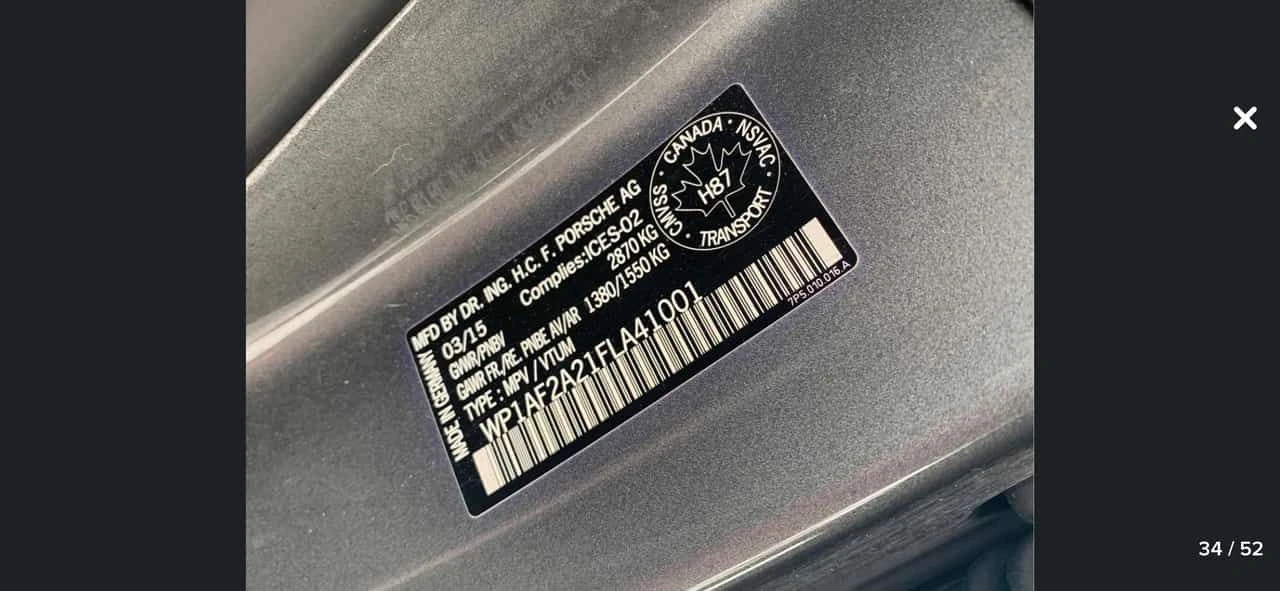 MFD BY DR. ING. H.C. F. PORSCHE AG
03/15 Complies:ICES-02
GWVR/PNBV 2870 KG
GAWR FR./RE. PNBE AV/AR 1380/1550 KG
TYPE : MPV / VTUM
WP1AF2A21FLA41001
MADE IN GERMANY
CANADA · NSVAC · TRANSPORT · CMVSS ·
H87
7P5.010.016.A
34 / 52